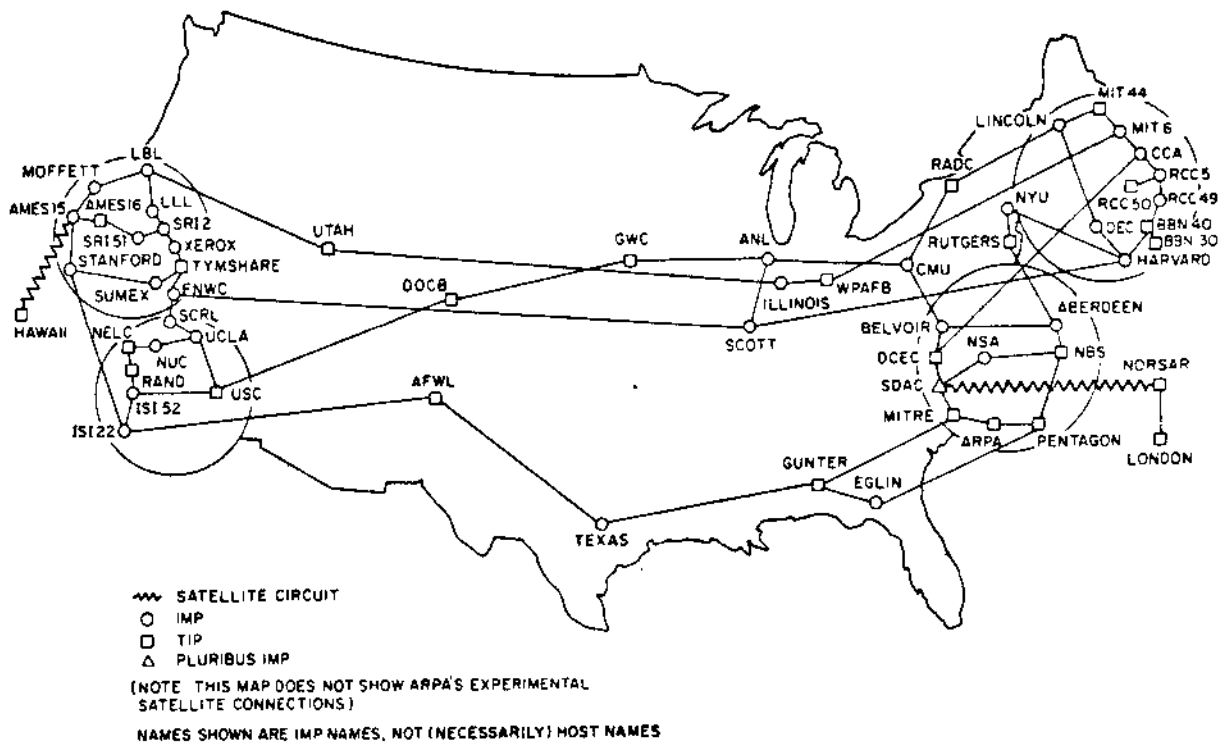 MIT 44
LINCOLN
MIT 6
CCA
LBL
MOFFETT
RADC
RCC 5
AMES 16
RCC 50
RCC 49
AMES 15
LLL
NYU
SRI 2
DEC
BBN 40
SRI 51
XEROX
UTAH
GWC
ANL
RUTGERS
BBN 30
STANFORD
TYMSHARE
CMU
HARVARD
SUMEX
FNWC
DOCB
ILLINOIS
WPAFB
HAWAII
SCRL
ABERDEEN
NELC
UCLA
SCOTT
BELVOIR
NUC
DCEC
NSA
NBS
NORSAR
RAND
USC
AFWL
SDAC
ISI 52
MITRE
ISI 22
ARPA
PENTAGON
LONDON
GUNTER
EGLIN
TEXAS
SATELLITE CIRCUIT
IMP
TIP
PLURIBUS IMP
(NOTE THIS MAP DOES NOT SHOW ARPA'S EXPERIMENTAL
SATELLITE CONNECTIONS)
NAMES SHOWN ARE IMP NAMES, NOT (NECESSARILY) HOST NAMES